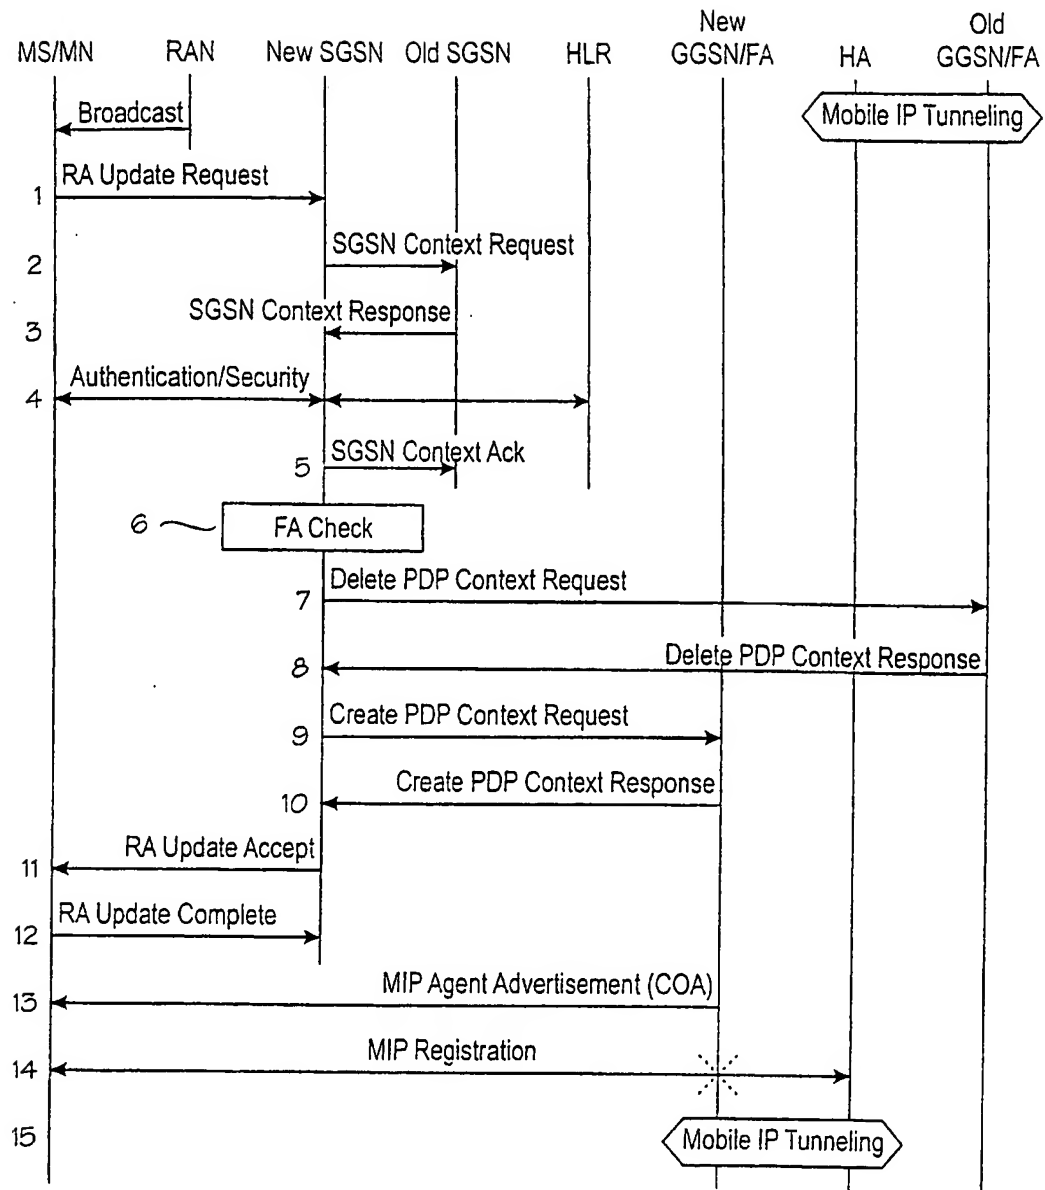 MS/MN RAN New SGSN Old SGSN HLR New GGSN/FA HA Old GGSN/FA
Mobile IP Tunneling
Broadcast
RA Update Request
1
SGSN Context Request
2
SGSN Context Response
3
Authentication/Security
4
SGSN Context Ack
5
6 FA Check
Delete PDP Context Request
7
Delete PDP Context Response
8
Create PDP Context Request
9
Create PDP Context Response
10
RA Update Accept
11
RA Update Complete
12
MIP Agent Advertisement (COA)
13
MIP Registration
14
15 Mobile IP Tunneling